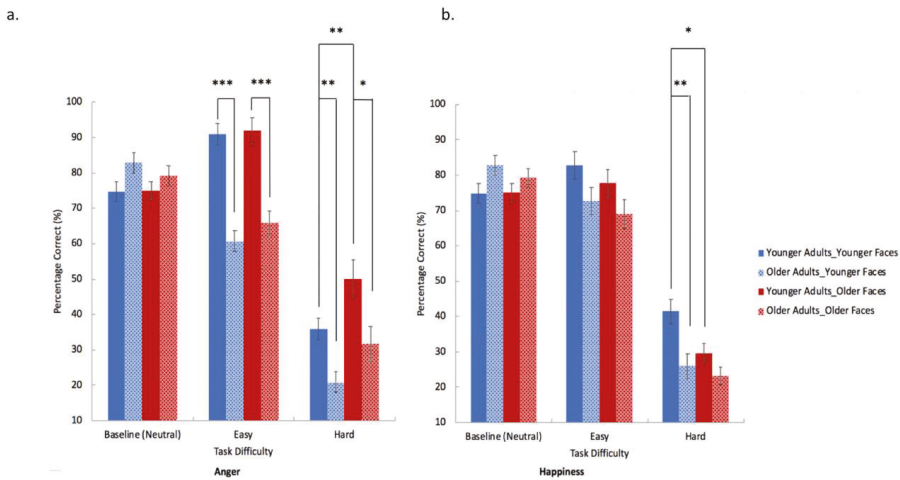 a.
**
***
***
**
*
100
90
80
70
60
50
40
30
20
10
Percentage Correct (%)
Baseline (Neutral)
Easy
Hard
Task Difficulty
Anger
b.
*
**
100
90
80
70
60
50
40
30
20
10
Percentage Correct (%)
Baseline (Neutral)
Easy
Hard
Task Difficulty
Happiness
Younger Adults_Younger Faces
Older Adults_Younger Faces
Younger Adults_Older Faces
Older Adults_Older Faces